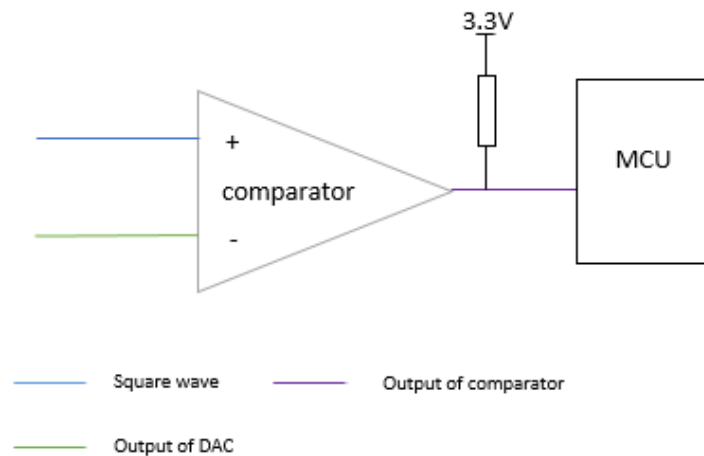 3.3V
+
MCU
comparator
-
Square wave
Output of comparator
Output of DAC